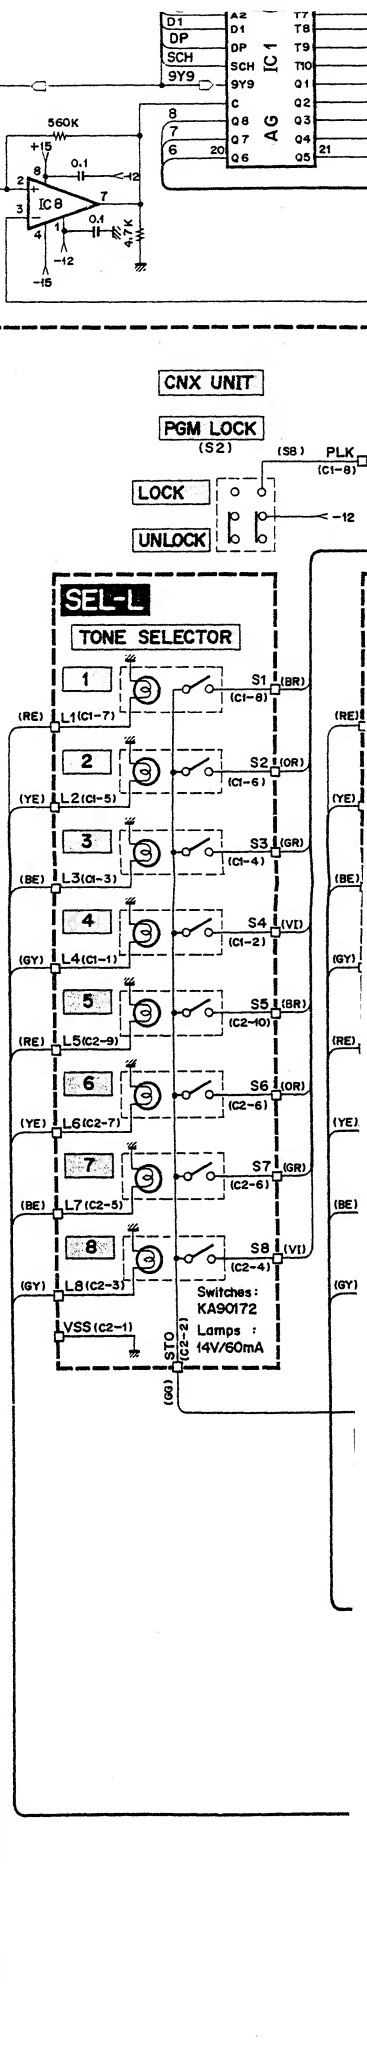 A2 T7
D1 D1 T8
DP DP T9
SCH SCH IC 1 T10
9Y9 9Y9 Q1
C Q2
8 Q8 AG Q3
560K 7 Q7 Q4
+15 6 20 Q6 Q5 21
8 0.1 -12
2 + IC 8 7
3 - 1 0.1 4.7K
4 -12
-15
CNX UNIT
PGM LOCK
(S2)
(S8) PLK
(C1-8)
LOCK
-12
UNLOCK
SEL-L
TONE SELECTOR
1 S1 (BR)
(C1-8)
(RE) L1(C1-7) (RE)
2 S2 (OR)
(C1-6)
(YE) L2(C1-5) (YE)
3 S3 (GR)
(C1-4)
(BE) L3(C1-3) (BE)
4 S4 (VI)
(C1-2)
(GY) L4(C1-1) (GY)
5 S5 (BR)
(C2-10)
(RE) L5(C2-9) (RE)
6 S6 (OR)
(C2-6)
(YE) L6(C2-7) (YE)
7 S7 (GR)
(C2-6)
(BE) L7(C2-5) (BE)
8 S8 (VI)
(C2-4)
(GY) L8(C2-3) (GY)
Switches:
KA90172
VSS(C2-1) STO (C2-2) Lamps :
14V/60mA
(GG)